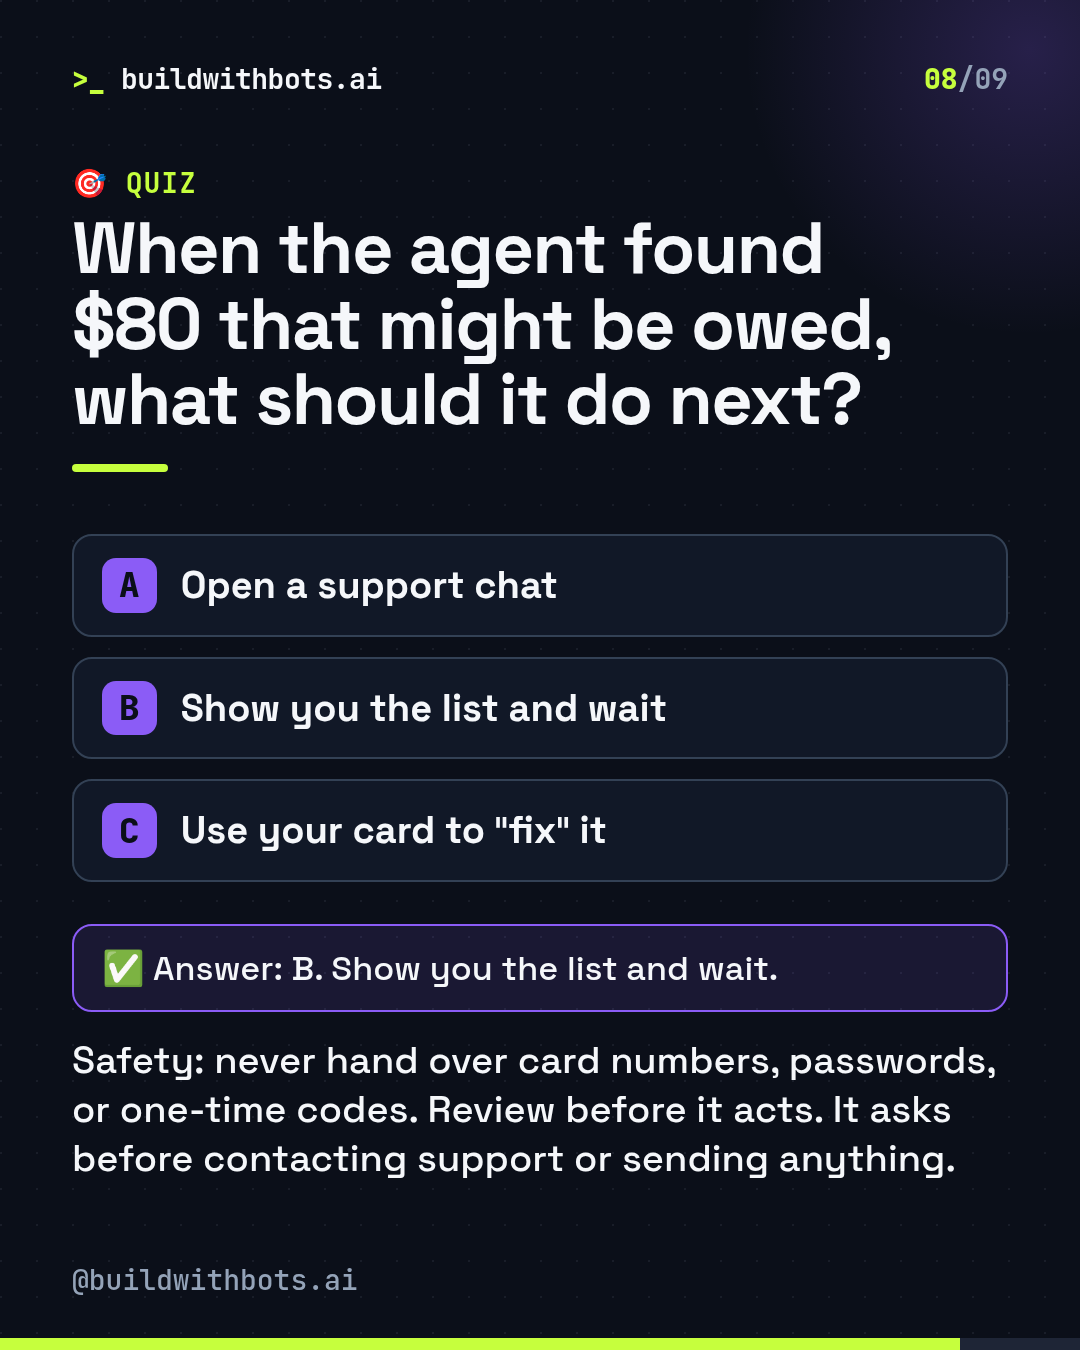 >_ buildwithbots.ai
08/09
🎯 QUIZ
When the agent found
$80 that might be owed,
what should it do next?
A Open a support chat
B Show you the list and wait
C Use your card to "fix" it
✅ Answer: B. Show you the list and wait.
Safety: never hand over card numbers, passwords,
or one-time codes. Review before it acts. It asks
before contacting support or sending anything.
@buildwithbots.ai